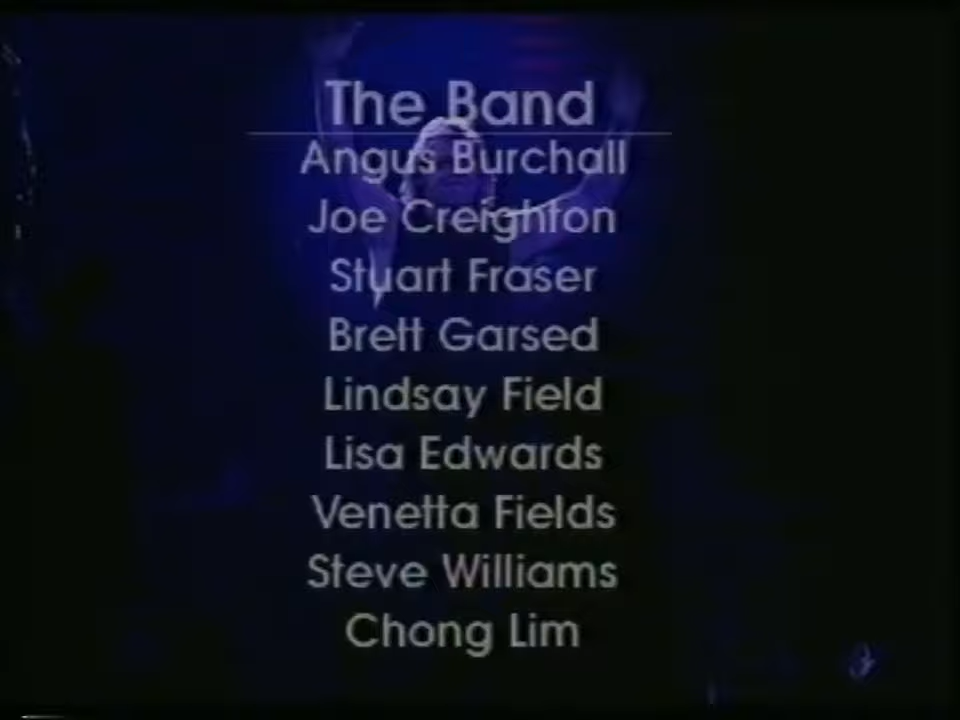 The Band
Angus Burchall
Joe Creighton
Stuart Fraser
Brett Garsed
Lindsay Field
Lisa Edwards
Venetta Fields
Steve Williams
Chong Lim